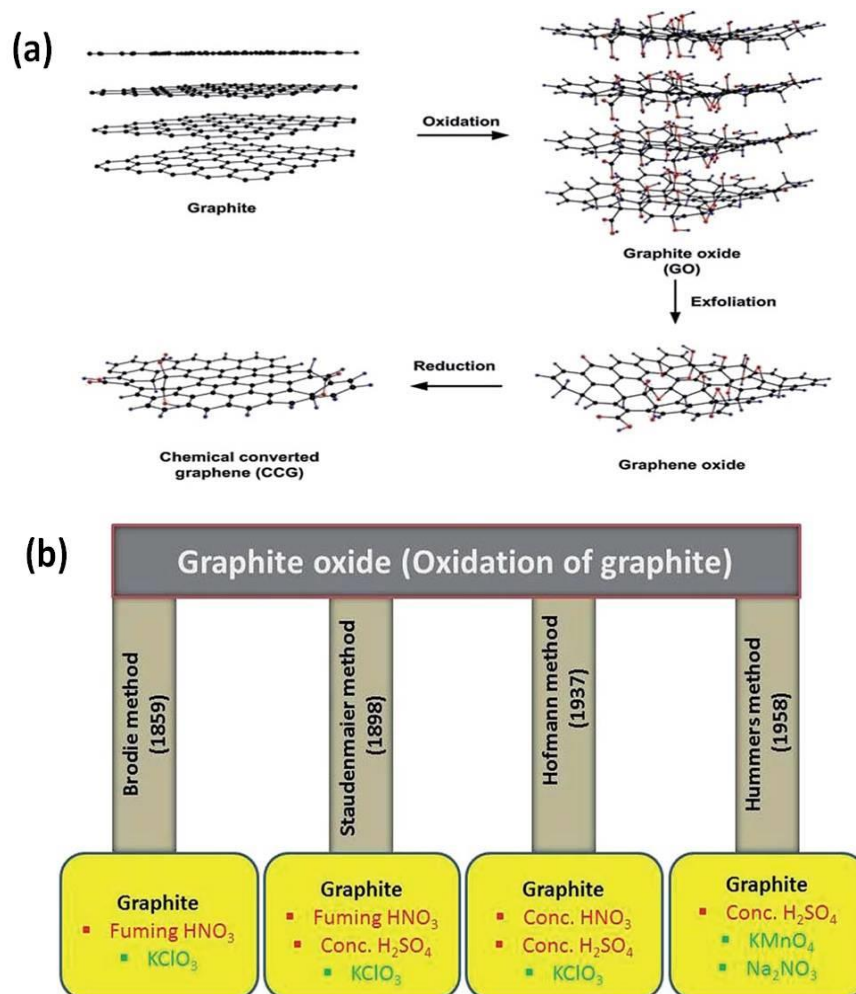 (a)
Oxidation
Graphite
Graphite oxide
(GO)
Exfoliation
Reduction
Chemical converted
graphene (CCG)
Graphene oxide
(b)
Graphite oxide (Oxidation of graphite)
Brodie method
(1859)
Staudenmaier method
(1898)
Hofmann method
(1937)
Hummers method
(1958)
Graphite
▪ Fuming HNO₃
▪ KClO₃
Graphite
▪ Fuming HNO₃
▪ Conc. H₂SO₄
▪ KClO₃
Graphite
▪ Conc. HNO₃
▪ Conc. H₂SO₄
▪ KClO₃
Graphite
▪ Conc. H₂SO₄
▪ KMnO₄
▪ Na₂NO₃